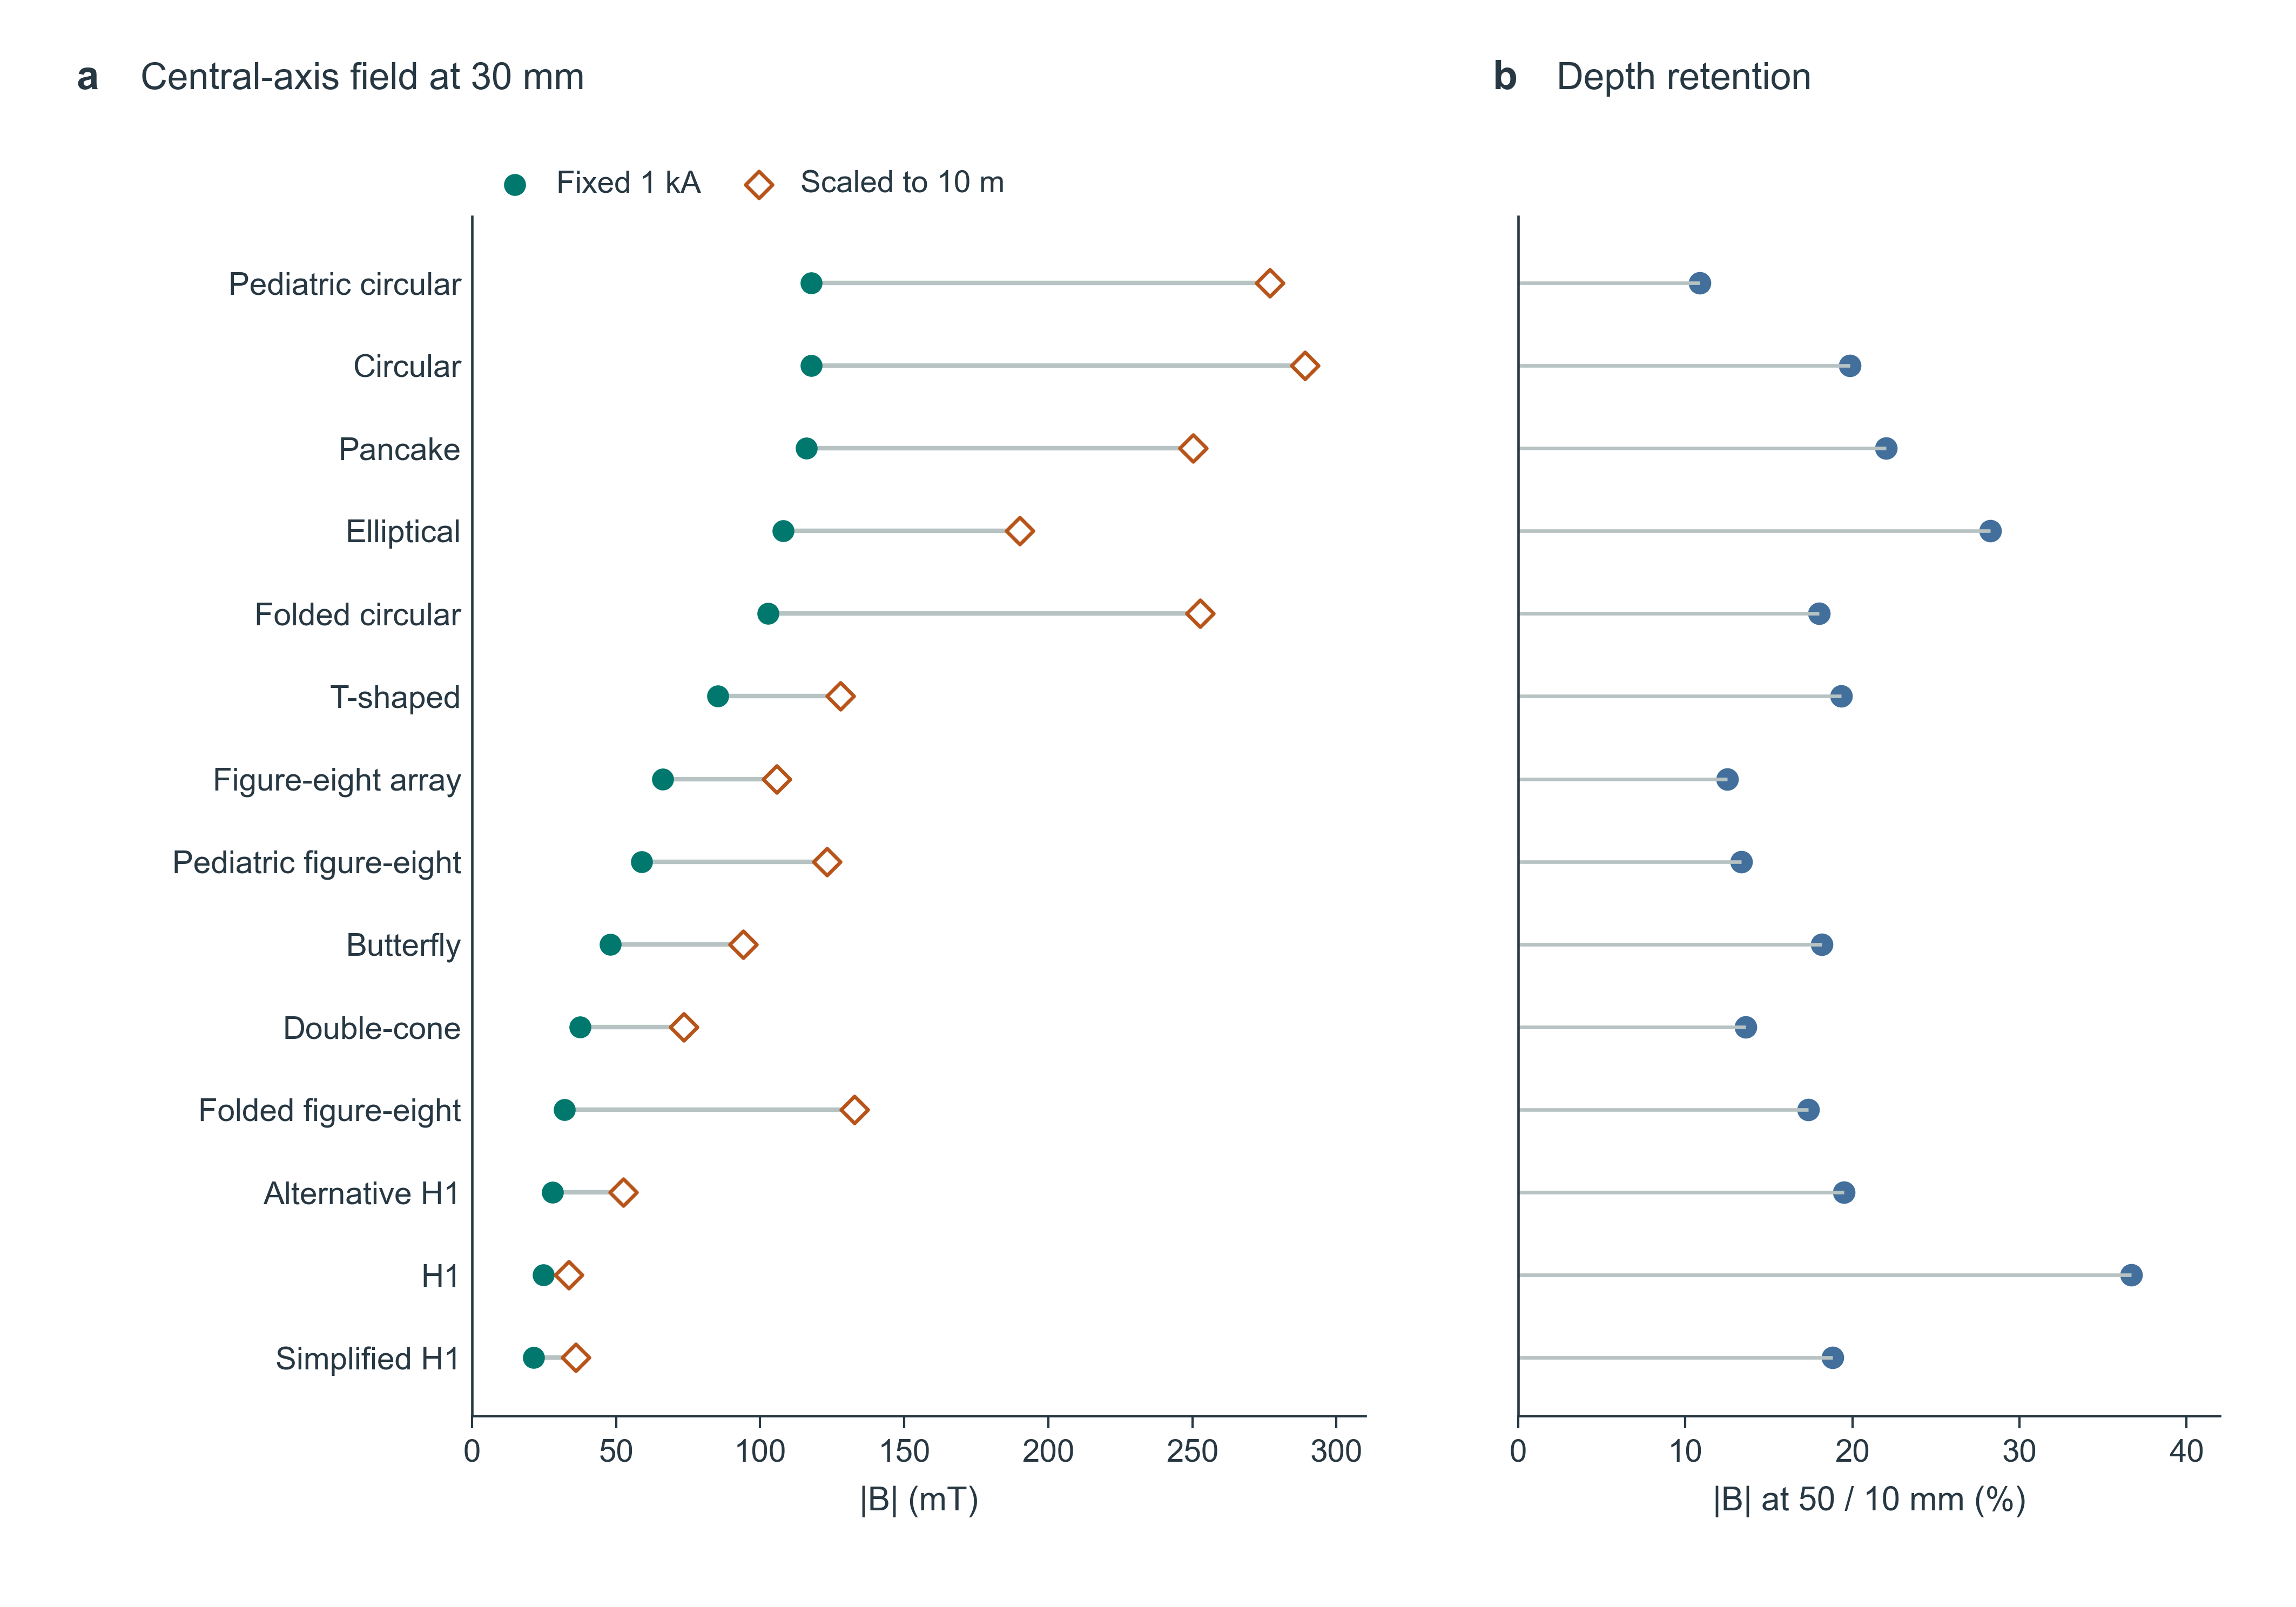 a Central-axis field at 30 mm
Fixed 1 kA
Scaled to 10 m
Pediatric circular
Circular
Pancake
Elliptical
Folded circular
T-shaped
Figure-eight array
Pediatric figure-eight
Butterfly
Double-cone
Folded figure-eight
Alternative H1
H1
Simplified H1
0 50 100 150 200 250 300
|B| (mT)
b Depth retention
0 10 20 30 40
|B| at 50 / 10 mm (%)